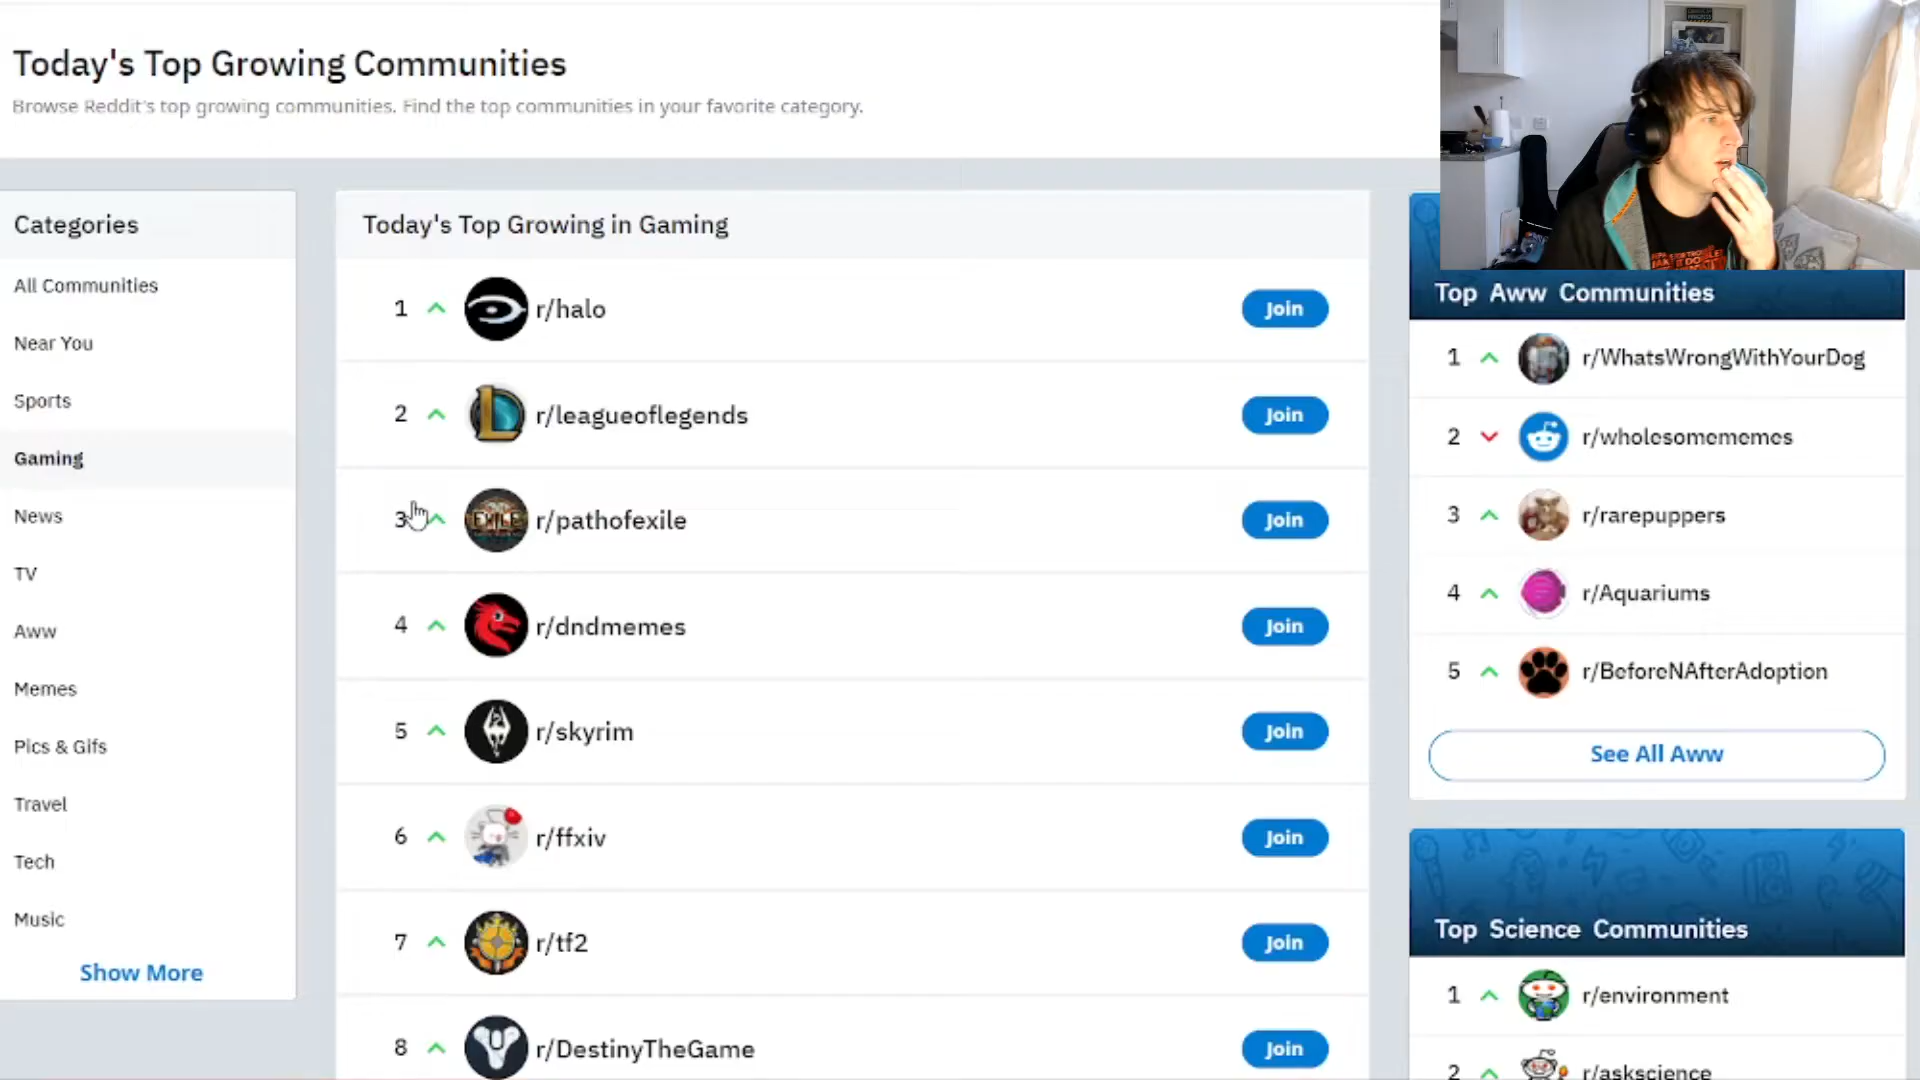 Today's Top Growing Communities
Browse Reddit's top growing communities. Find the top communities in your favorite category.
Categories
All Communities
Near You
Sports
Gaming
News
TV
Aww
Memes
Pics & Gifs
Travel
Tech
Music
Show More
Today's Top Growing in Gaming
1 r/halo Join
2 r/leagueoflegends Join
3 EXILE r/pathofexile Join
4 r/dndmemes Join
5 r/skyrim Join
6 r/ffxiv Join
7 r/tf2 Join
8 r/DestinyTheGame Join
Top Aww Communities
1 r/WhatsWrongWithYourDog
2 r/wholesomememes
3 r/rarepuppers
4 r/Aquariums
5 r/BeforeNAfterAdoption
See All Aww
Top Science Communities
1 r/environment
2 r/askscience